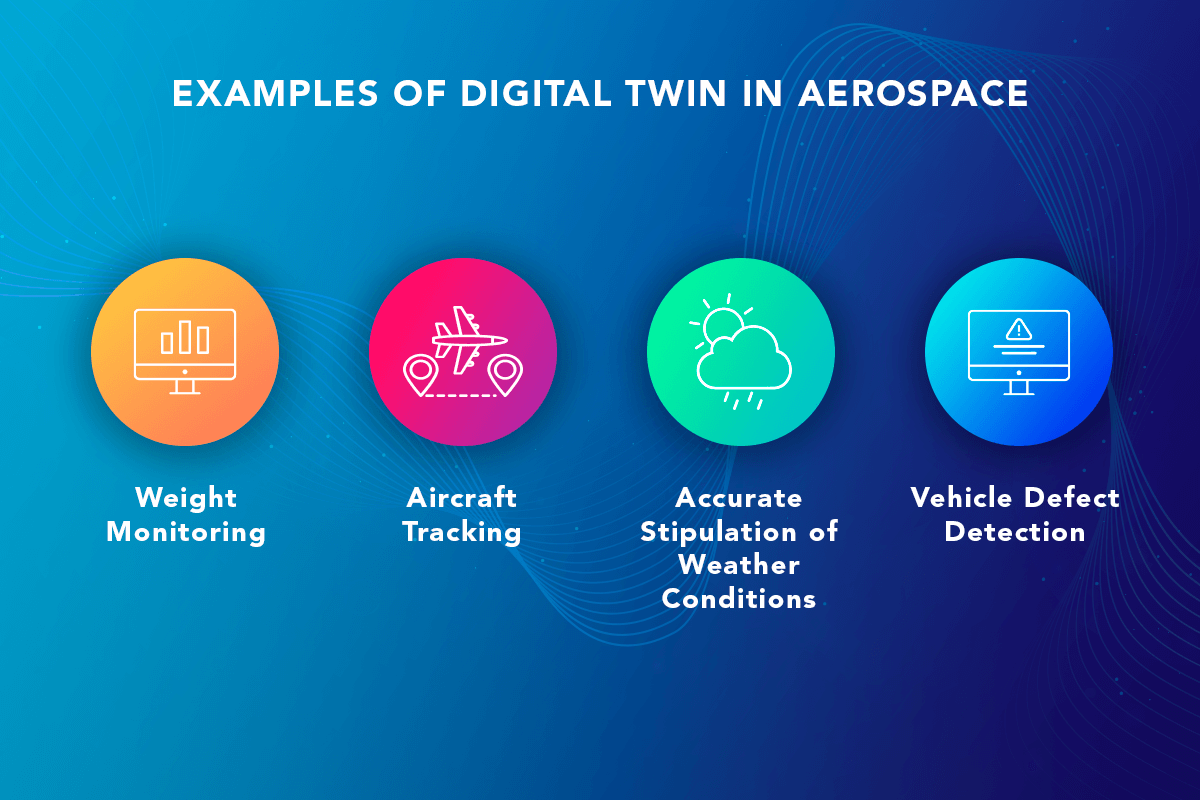 EXAMPLES OF DIGITAL TWIN IN AEROSPACE
Weight
Monitoring
Aircraft
Tracking
Accurate
Stipulation of
Weather
Conditions
Vehicle Defect
Detection